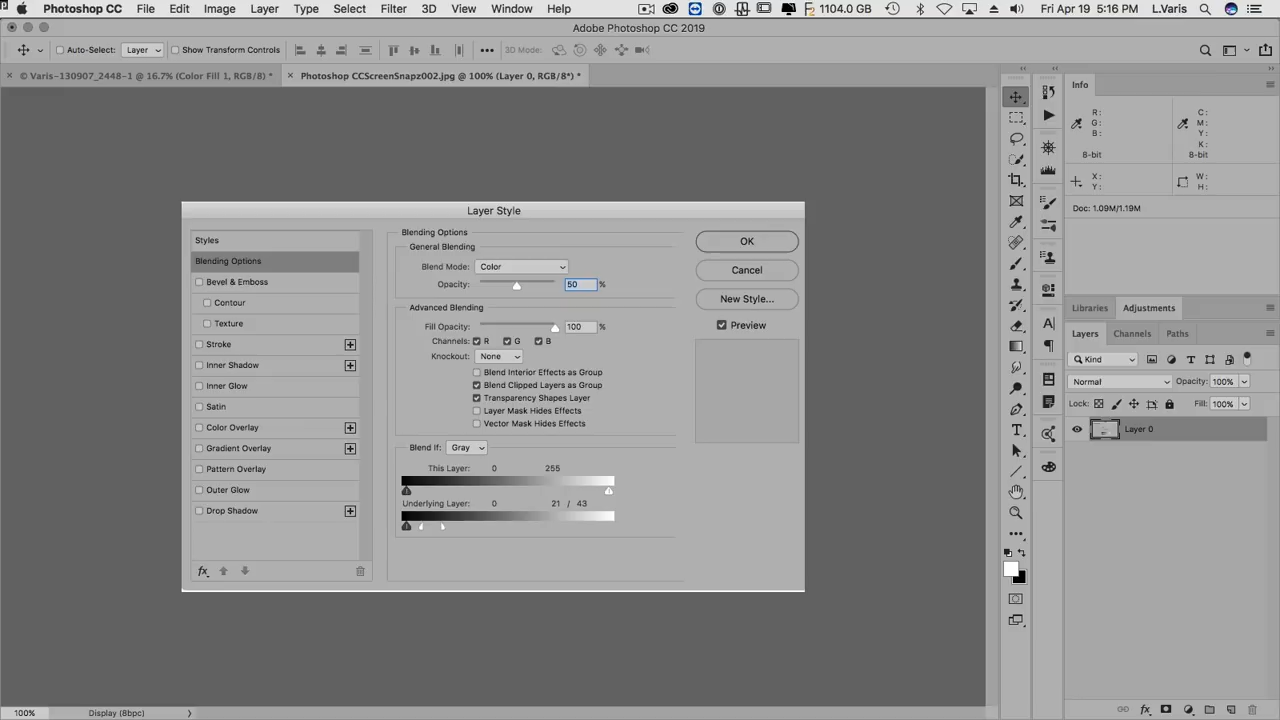 Photoshop CC File Edit Image Layer Type Select Filter 3D View Window Help 1104.0 GB Fri Apr 19 5:16 PM L.Varis
Adobe Photoshop CC 2019
Auto-Select: Layer Show Transform Controls 3D Mode:
© Varis-130907_2448-1 @ 16.7% (Color Fill 1, RGB/8) * Photoshop CCScreenSnapz002.jpg @ 100% (Layer 0, RGB/8*) *
Layer Style
Styles
Blending Options
Bevel & Emboss
Contour
Texture
Stroke
Inner Shadow
Inner Glow
Satin
Color Overlay
Gradient Overlay
Pattern Overlay
Outer Glow
Drop Shadow
fx
Blending Options
General Blending
Blend Mode: Color
Opacity: 50 %
Advanced Blending
Fill Opacity: 100 %
Channels: R G B
Knockout: None
Blend Interior Effects as Group
Blend Clipped Layers as Group
Transparency Shapes Layer
Layer Mask Hides Effects
Vector Mask Hides Effects
Blend If: Gray
This Layer: 0 255
Underlying Layer: 0 21 / 43
OK
Cancel
New Style...
Preview
Info
R: C:
G: M:
B: Y:
K:
8-bit 8-bit
X: W:
Y: H:
Doc: 1.09M/1.19M
Libraries Adjustments
Layers Channels Paths
Kind
Normal Opacity: 100%
Lock: Fill: 100%
Layer 0
fx
100% Display (8bpc)